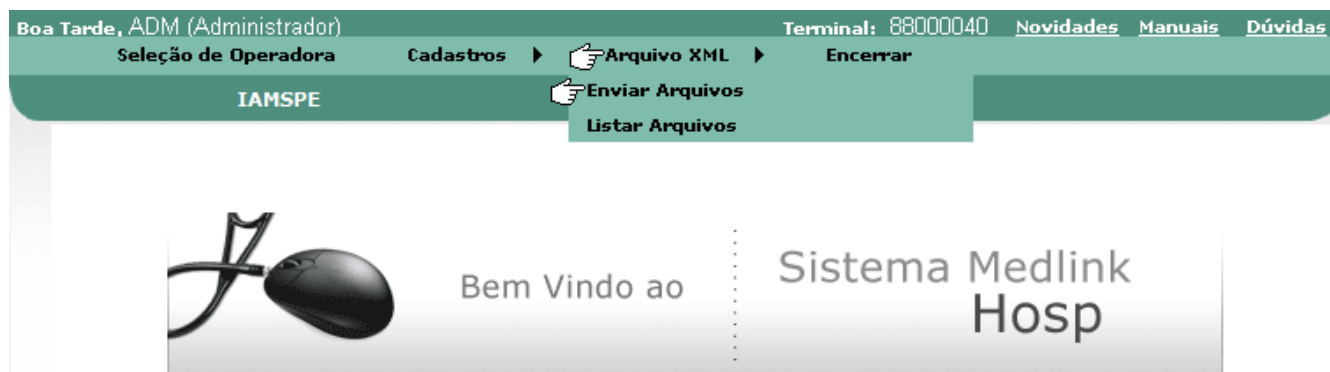 Boa Tarde, ADM (Administrador) Terminal: 88000040 Novidades Manuais Dúvidas
Seleção de Operadora Cadastros Arquivo XML Encerrar
IAMSPE Enviar Arquivos
Listar Arquivos
Bem Vindo ao Sistema Medlink
Hosp